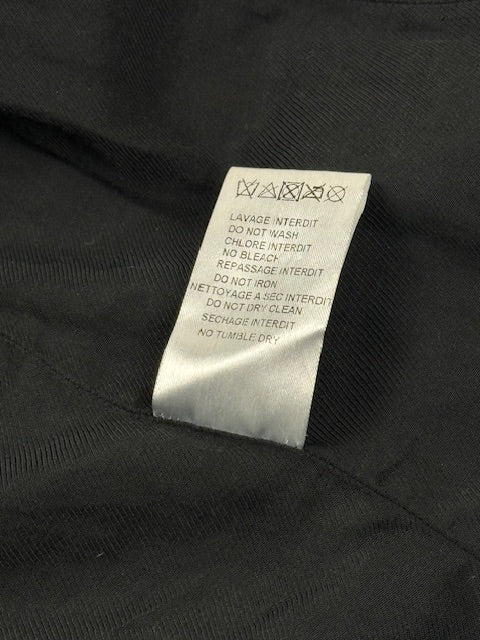 LAVAGE INTERDIT
DO NOT WASH
CHLORE INTERDIT
NO BLEACH
REPASSAGE INTERDIT
DO NOT IRON
NETTOYAGE A SEC INTERDIT
DO NOT DRY CLEAN
SECHAGE INTERDIT
NO TUMBLE DRY